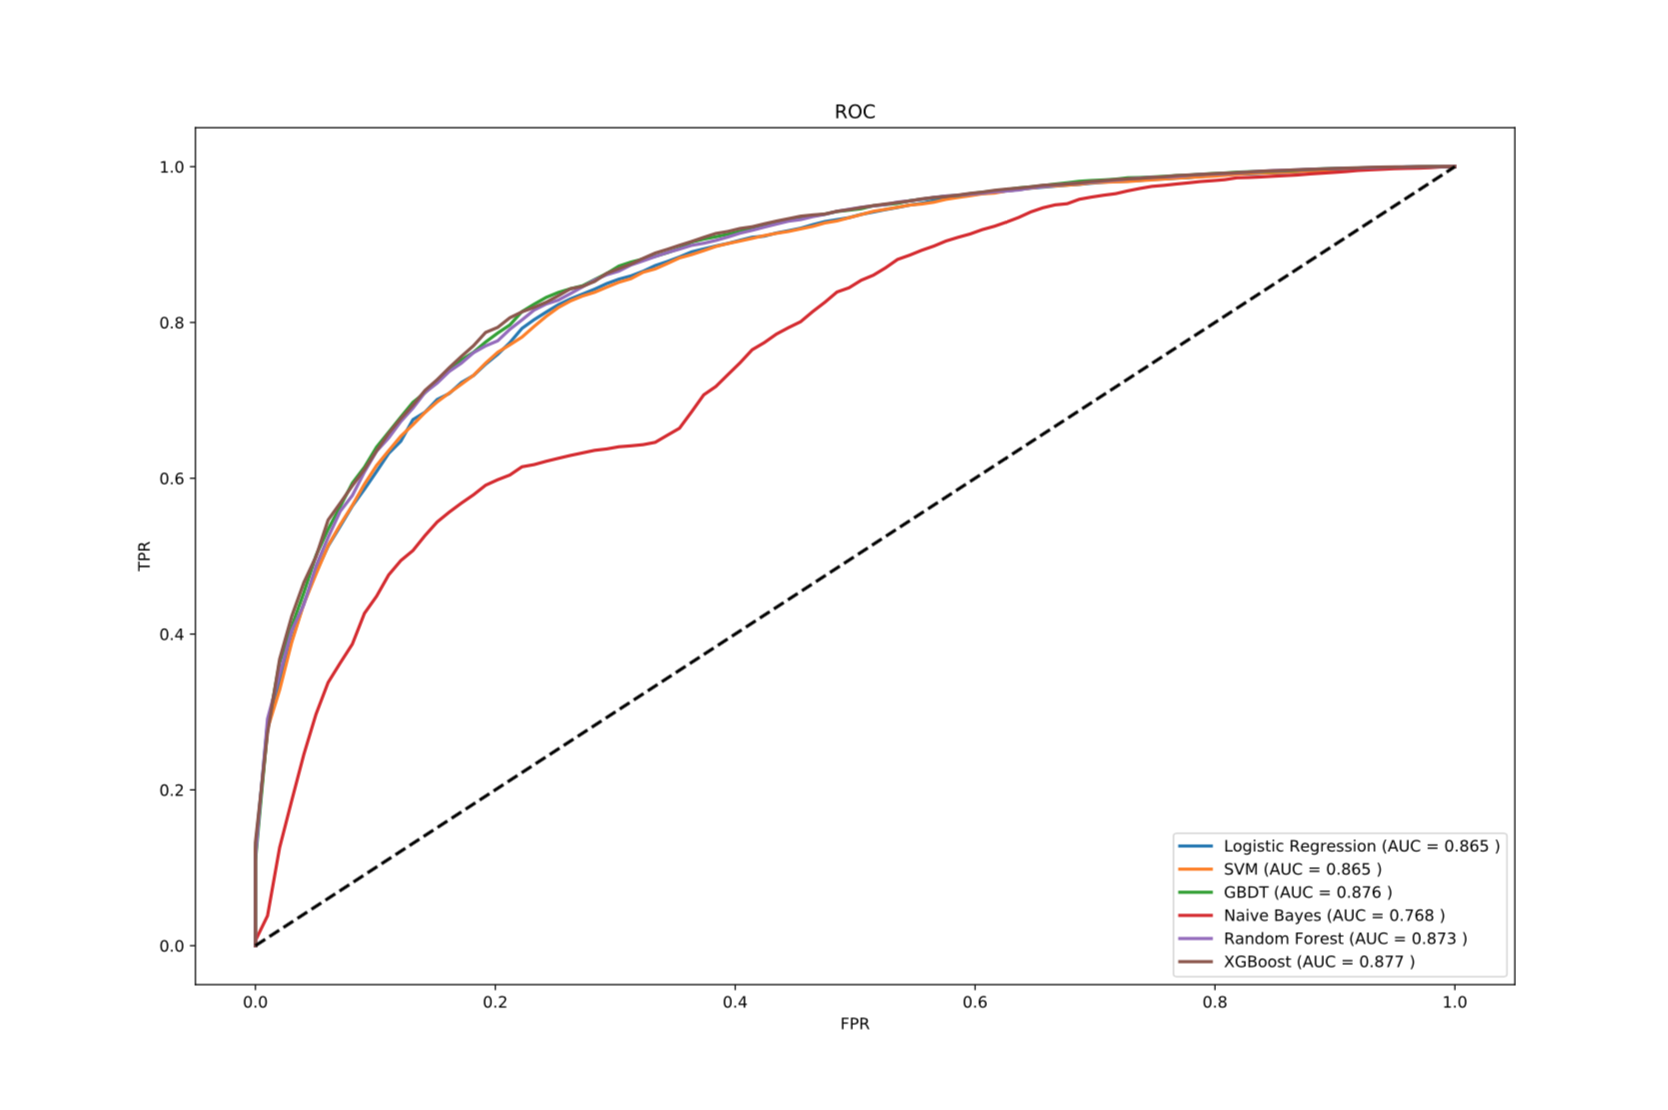 ROC
1.0
0.8
0.6
0.4
0.2
0.0
TPR
0.0 0.2 0.4 0.6 0.8 1.0
FPR
Logistic Regression (AUC = 0.865 )
SVM (AUC = 0.865 )
GBDT (AUC = 0.876 )
Naive Bayes (AUC = 0.768 )
Random Forest (AUC = 0.873 )
XGBoost (AUC = 0.877 )